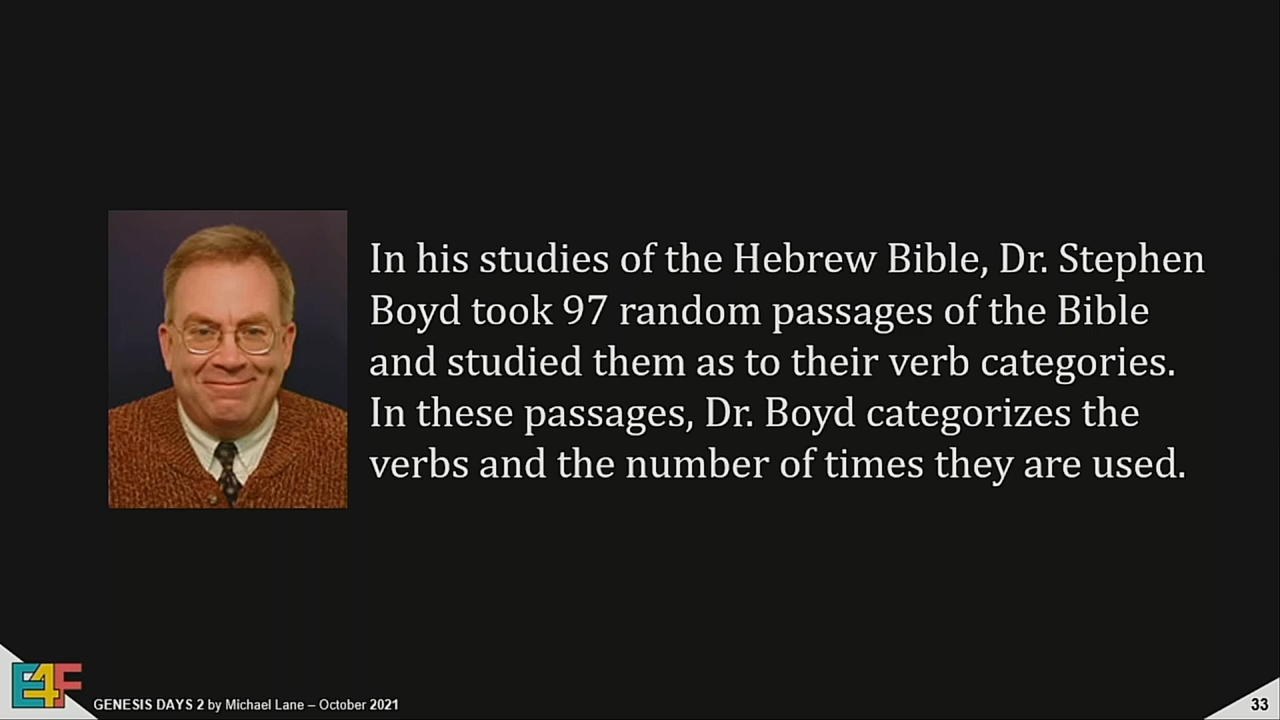 In his studies of the Hebrew Bible, Dr. Stephen
Boyd took 97 random passages of the Bible
and studied them as to their verb categories.
In these passages, Dr. Boyd categorizes the
verbs and the number of times they are used.
E4F
GENESIS DAYS 2 by Michael Lane – October 2021
33